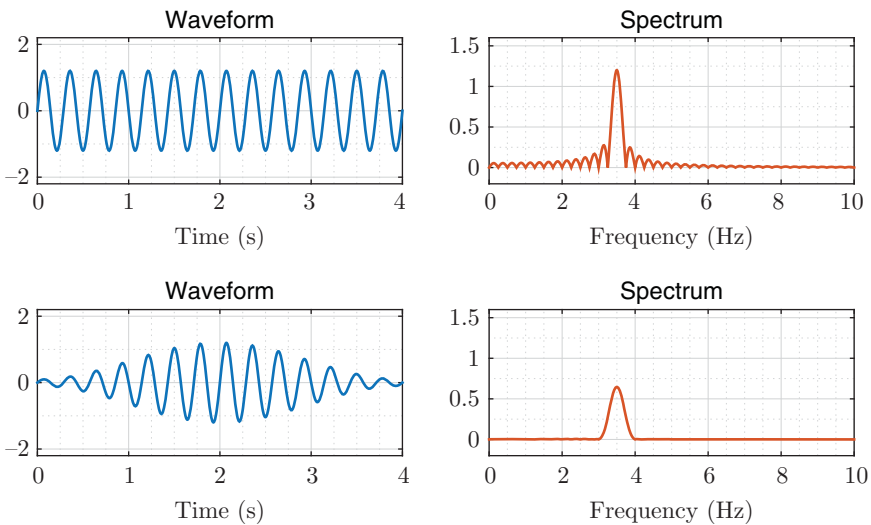 Waveform
2
0
−2
0 1 2 3 4
Time (s)
Spectrum
1.5
1
0.5
0
0 2 4 6 8 10
Frequency (Hz)
Waveform
2
0
−2
0 1 2 3 4
Time (s)
Spectrum
1.5
1
0.5
0
0 2 4 6 8 10
Frequency (Hz)